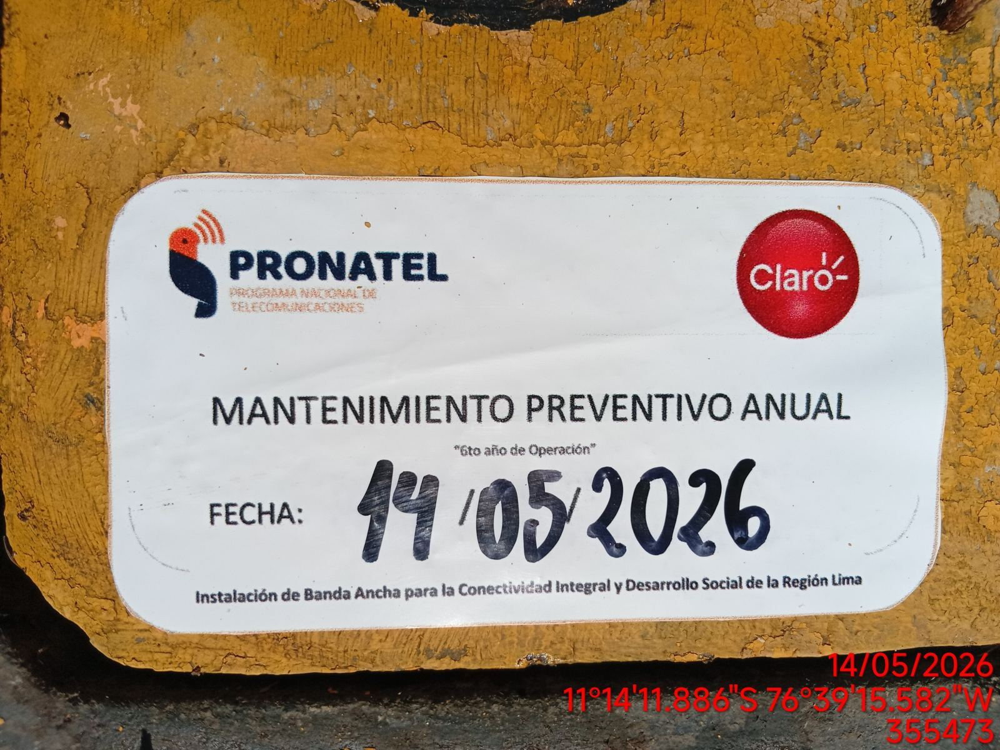 PRONATEL
PROGRAMA NACIONAL DE
TELECOMUNICACIONES
Claro
MANTENIMIENTO PREVENTIVO ANUAL
"6to año de Operación"
FECHA: 14/05/2026
Instalación de Banda Ancha para la Conectividad Integral y Desarrollo Social de la Región Lima
14/05/2026
11°14'11.886"S 76°39'15.582"W
355473